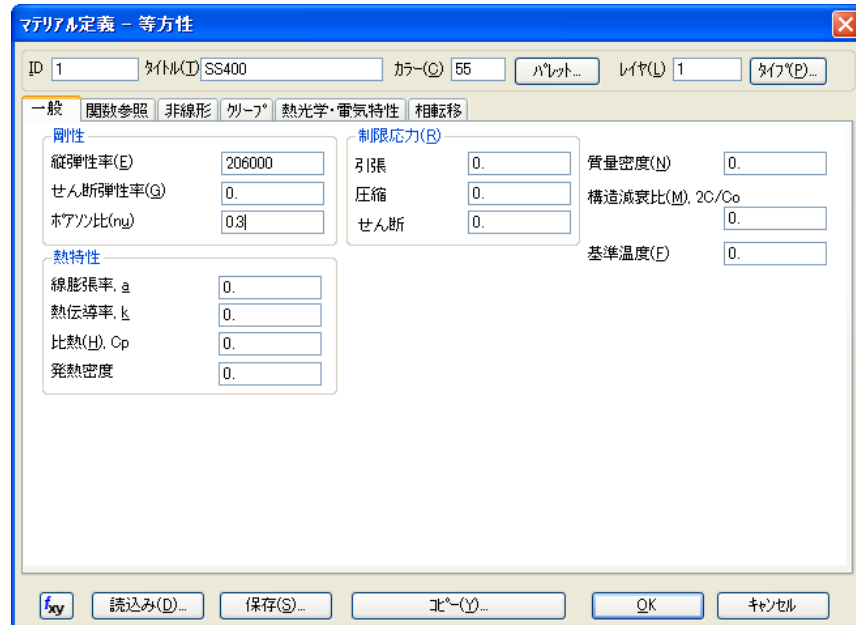 マテリアル定義 - 等方性
ID 1 タイトル(T) SS400 カラー(C) 55 パレット... レイヤ(L) 1 タイプ(P)...
一般 関数参照 非線形 クリープ 熱光学・電気特性 相転移
剛性
縦弾性率(E) 206000
せん断弾性率(G) 0.
ポアソン比(nu) 0.3
制限応力(R)
引張 0.
圧縮 0.
せん断 0.
質量密度(N) 0.
構造減衰比(M), 2C/Co
0.
基準温度(F) 0.
熱特性
線膨張率, a 0.
熱伝導率, k 0.
比熱(H), Cp 0.
発熱密度 0.
fxy 読込み(D)... 保存(S)... コピー(Y)... OK キャンセル